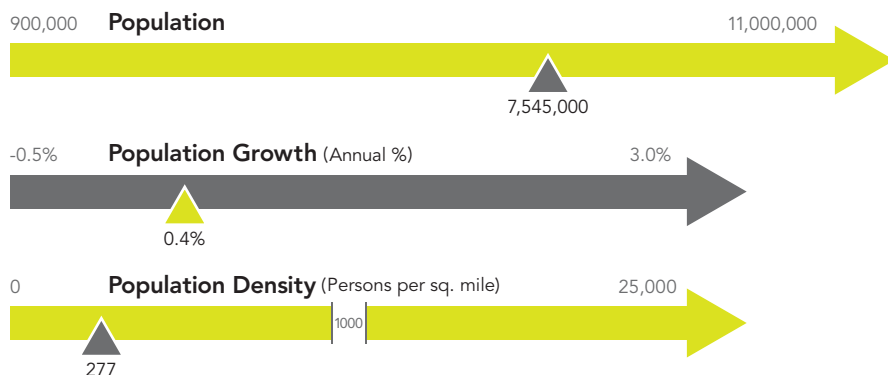 900,000 Population 11,000,000
7,545,000
-0.5% Population Growth (Annual %) 3.0%
0.4%
0 Population Density (Persons per sq. mile) 25,000
1000
277